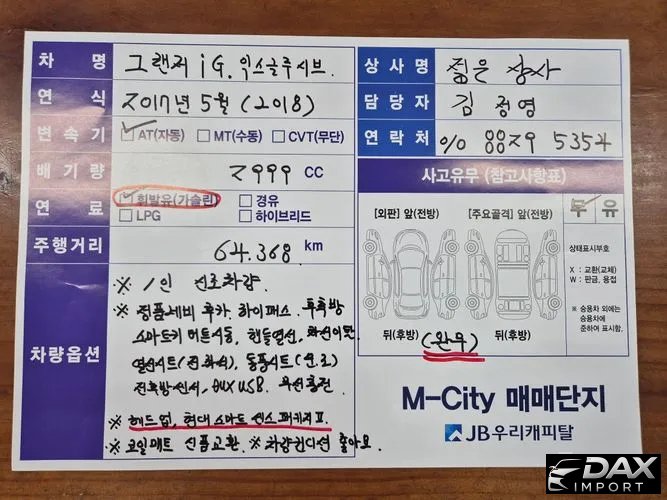 차 명 그랜저 iG. 익스클루시브.
연 식 2017년 5월 (2018)
변 속 기 AT(자동) MT(수동) CVT(무단)
배 기 량 2999 CC
연 료 휘발유(가솔린) 경유
LPG 하이브리드
주행거리 64.368 km
차량옵션
※ 1인 신조차량
※ 정품네비 후카. 하이패스. 후측방
스마트키 버튼시동, 핸들열선,
열선시트(전좌석), 통풍시트(운.조)
전후방센서, aux usb. 무선충전
※ 헤드업, 현대 스마트센스패키지 II.
※ 코일매트 신품교환. ※ 차량컨디션 좋아요.
상 사 명 젊은 상사
담 당 자 김 정영
연 락 처 010 8829 5354
사고유무 (참고사항표)
[외판] 앞(전방) [주요골격] 앞(전방)
뒤(후방) 뒤(후방)
(완무)
무 유
상태표시부호
X : 교환(교체)
W : 판금, 용접
※ 승용차 외에는
승용차에
준하여 표시함.
M-City 매매단지
JB우리캐피탈
DAX
IMPORT